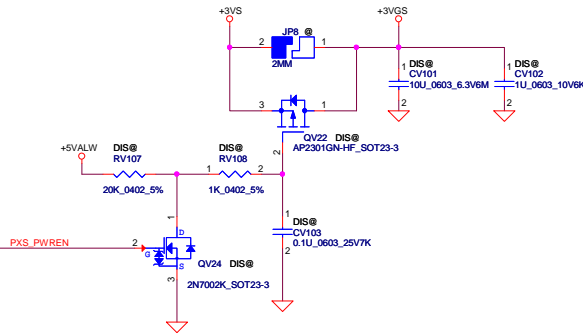 +3VS
+3VGS
JP8 @
2 1
2MM
DIS@
CV101
10U_0603_6.3V6M
1
2
DIS@
CV102
1U_0603_10V6K
1
2
3 1
QV22 DIS@
AP2301GN-HF_SOT23-3
2
+5VALW
DIS@
RV107
20K_0402_5%
DIS@
RV108
1 2
1K_0402_5%
1
DIS@
CV103
0.1U_0603_25V7K
2
PXS_PWREN
2
G
1
D
S
3
QV24 DIS@
2N7002K_SOT23-3